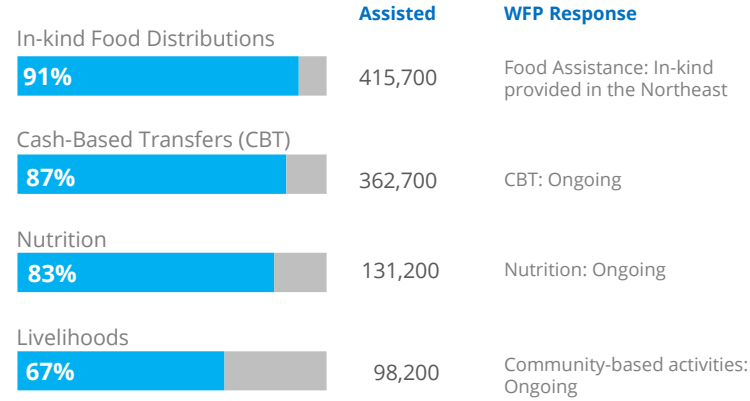 Assisted WFP Response
In-kind Food Distributions
91% 415,700 Food Assistance: In-kind
provided in the Northeast
Cash-Based Transfers (CBT)
87% 362,700 CBT: Ongoing
Nutrition
83% 131,200 Nutrition: Ongoing
Livelihoods
67% 98,200 Community-based activities:
Ongoing